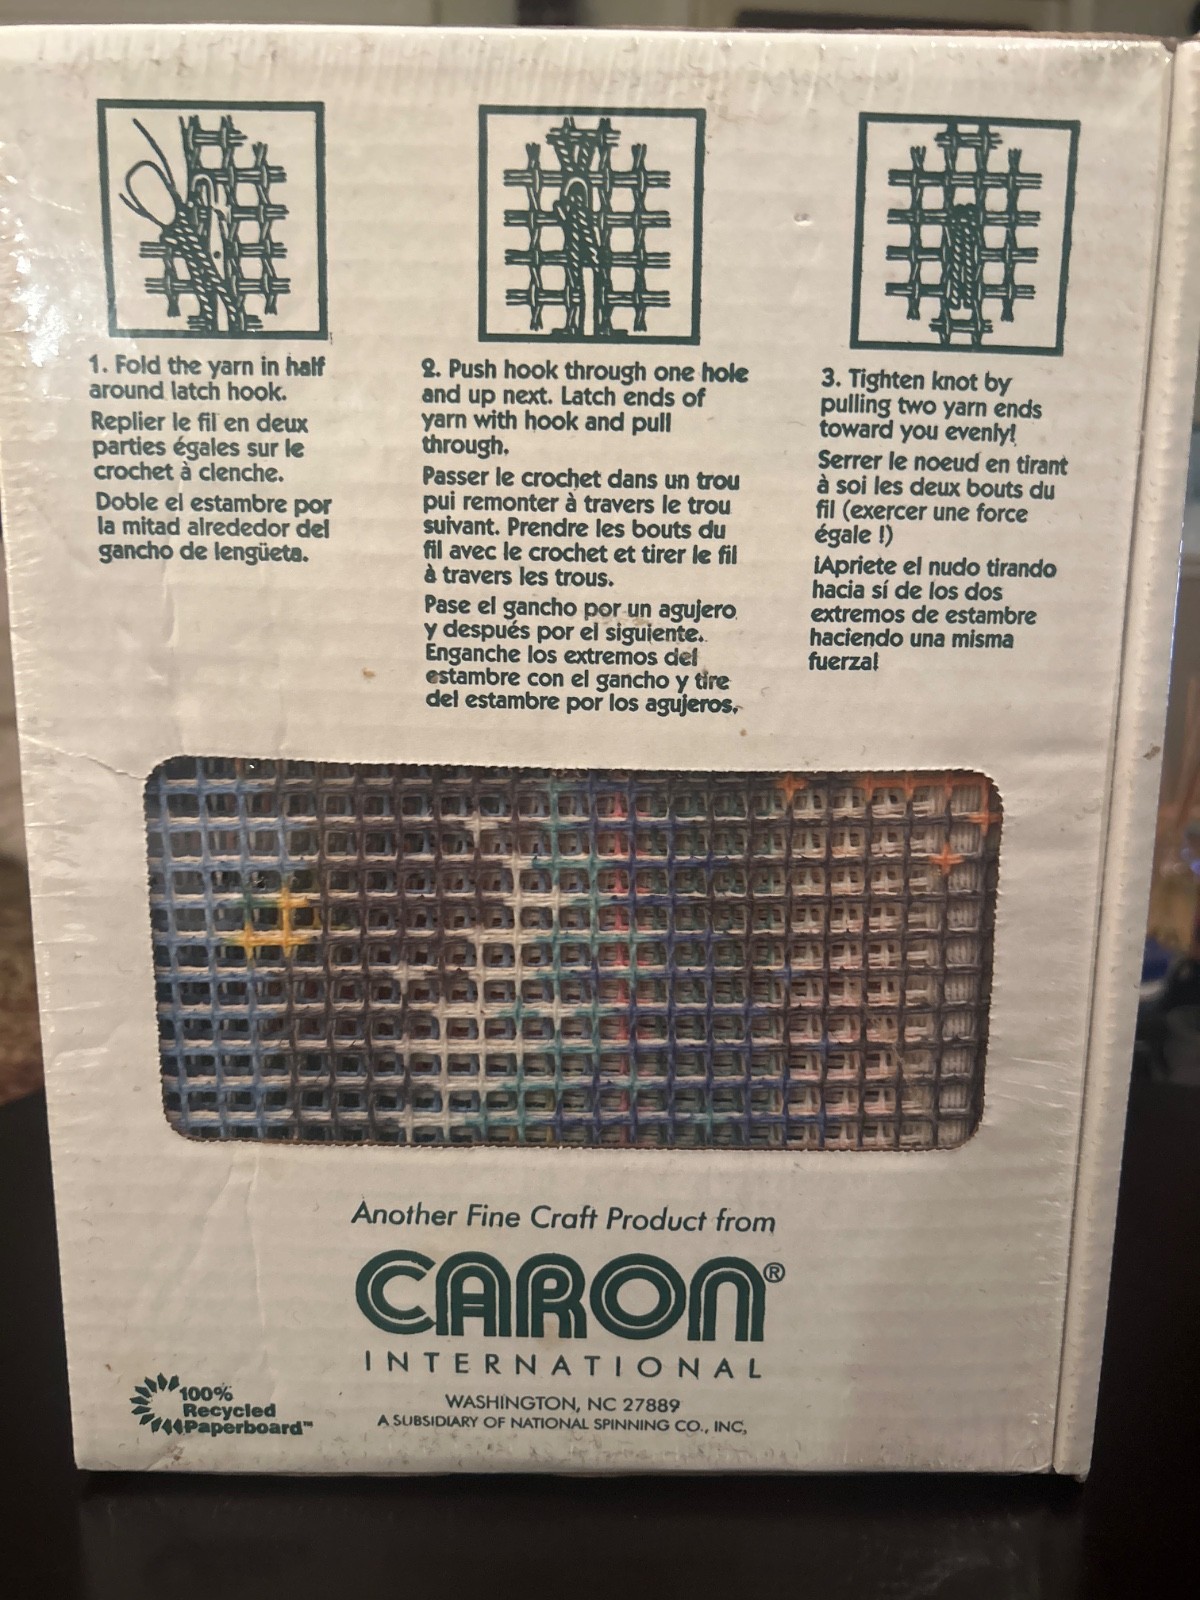 1. Fold the yarn in half
around latch hook.
Replier le fil en deux
parties égales sur le
crochet à clenche.
Doble el estambre por
la mitad alrededor del
gancho de lengüeta.
2. Push hook through one hole
and up next. Latch ends of
yarn with hook and pull
through.
Passer le crochet dans un trou
pui remonter à travers le trou
suivant. Prendre les bouts du
fil avec le crochet et tirer le fil
à travers les trous.
Pase el gancho por un agujero
y después por el siguiente.
Enganche los extremos del
estambre con el gancho y tire
del estambre por los agujeros.
3. Tighten knot by
pulling two yarn ends
toward you evenly!
Serrer le noeud en tirant
à soi les deux bouts du
fil (exercer une force
égale !)
¡Apriete el nudo tirando
hacia sí de los dos
extremos de estambre
haciendo una misma
fuerza!
Another Fine Craft Product from
CARON®
INTERNATIONAL
WASHINGTON, NC 27889
A SUBSIDIARY OF NATIONAL SPINNING CO., INC,
100%
Recycled
Paperboard™